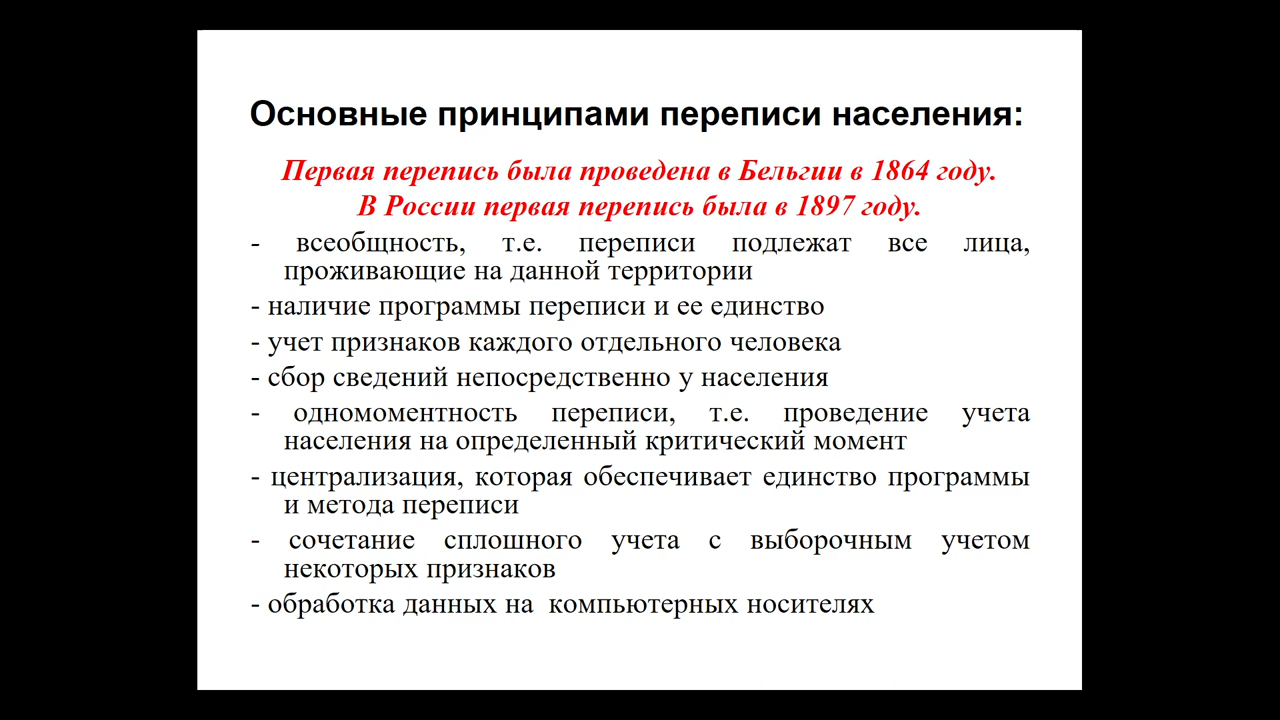 Основные принципами переписи населения:
Первая перепись была проведена в Бельгии в 1864 году.
В России первая перепись была в 1897 году.
- всеобщность, т.е. переписи подлежат все лица,
проживающие на данной территории
- наличие программы переписи и ее единство
- учет признаков каждого отдельного человека
- сбор сведений непосредственно у населения
- одномоментность переписи, т.е. проведение учета
населения на определенный критический момент
- централизация, которая обеспечивает единство программы
и метода переписи
- сочетание сплошного учета с выборочным учетом
некоторых признаков
- обработка данных на компьютерных носителях